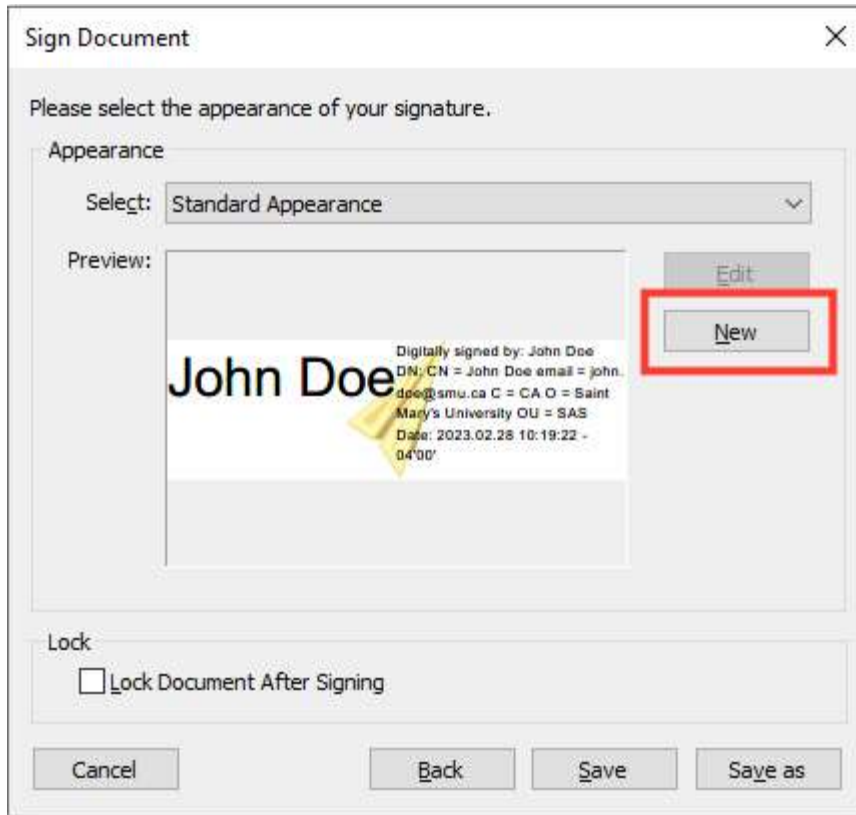 Sign Document
Please select the appearance of your signature.
Appearance
Select: Standard Appearance
Preview:
Edit
New
John Doe
Digitally signed by: John Doe
DN: CN = John Doe email = john.
doe@smu.ca C = CA O = Saint
Mary's University OU = SAS
Date: 2023.02.28 10:19:22 -
04'00'
Lock
Lock Document After Signing
Cancel
Back
Save
Save as